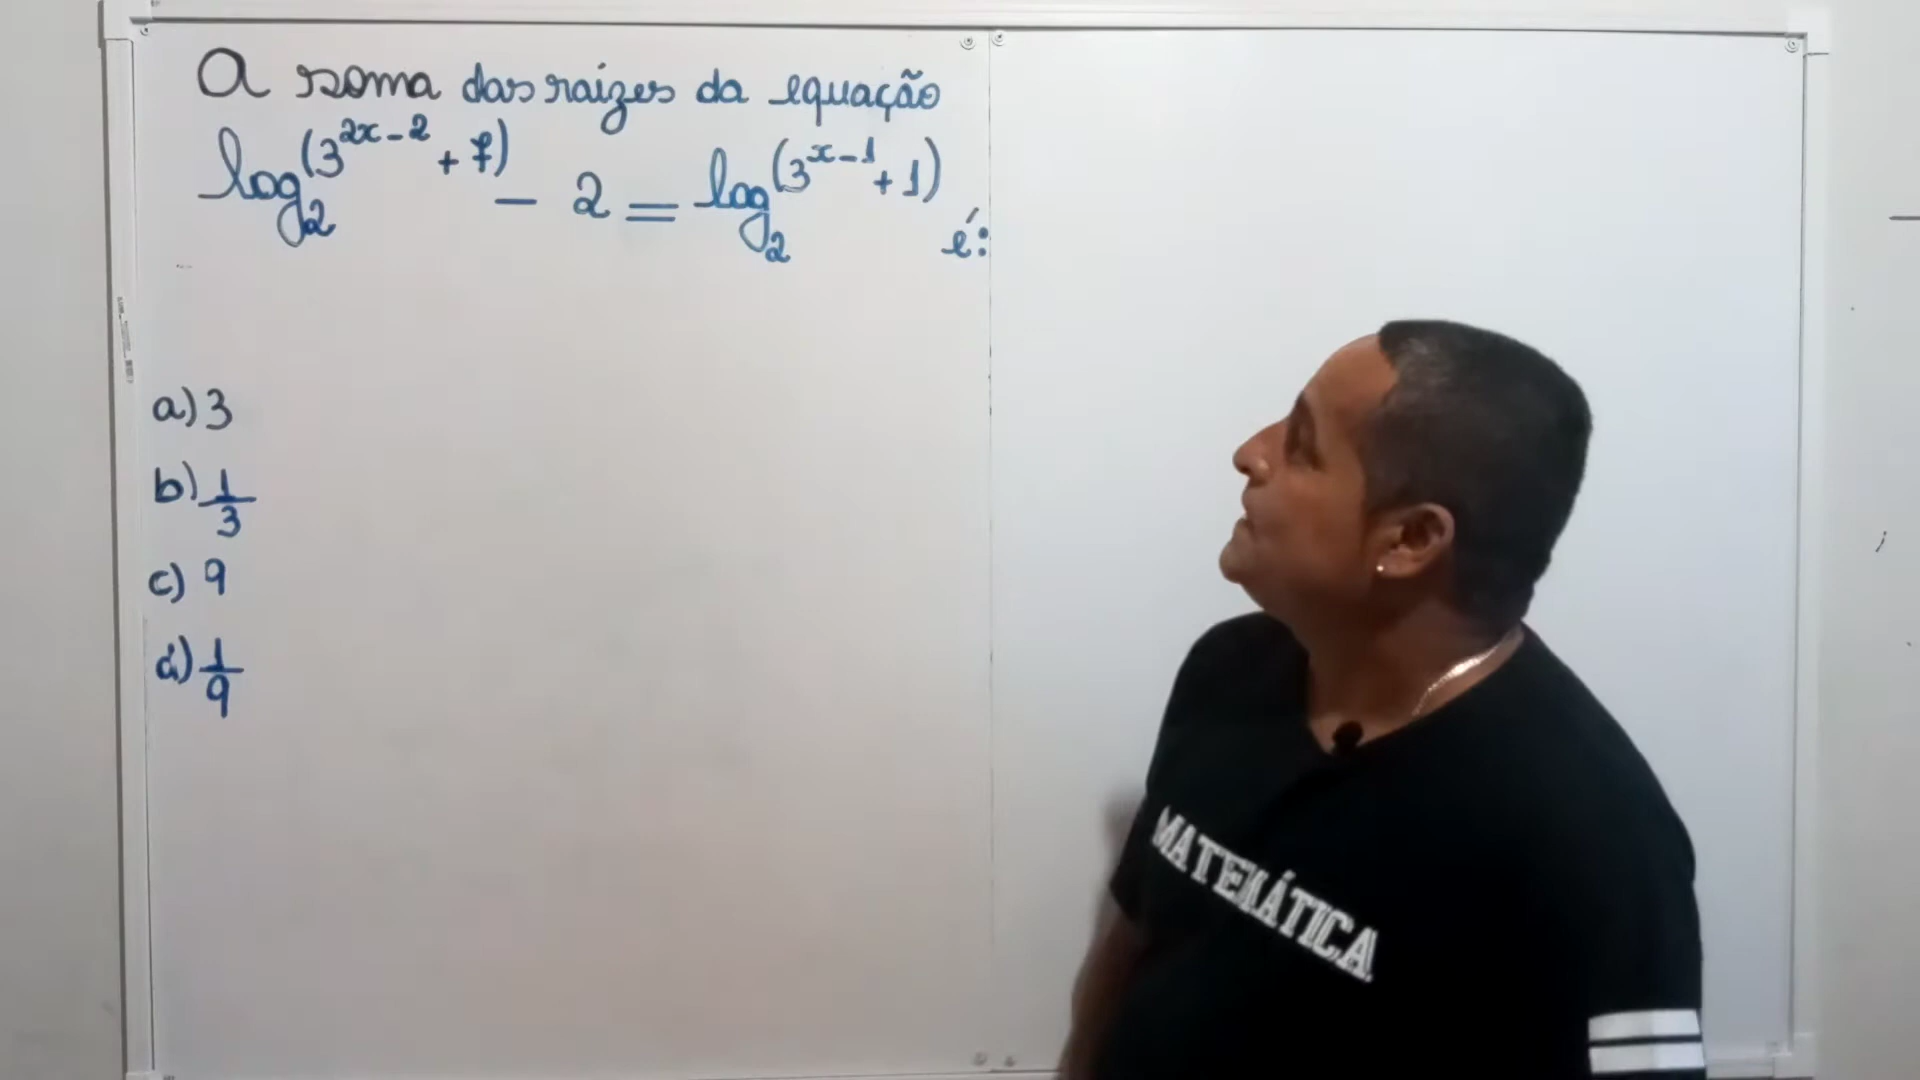 A soma das raízes da equação
log₂(3^{2x-2} + 7) - 2 = log₂(3^{x-1} + 1) é:
a) 3
b) 1/3
c) 9
d) 1/9
MATEMÁTICA